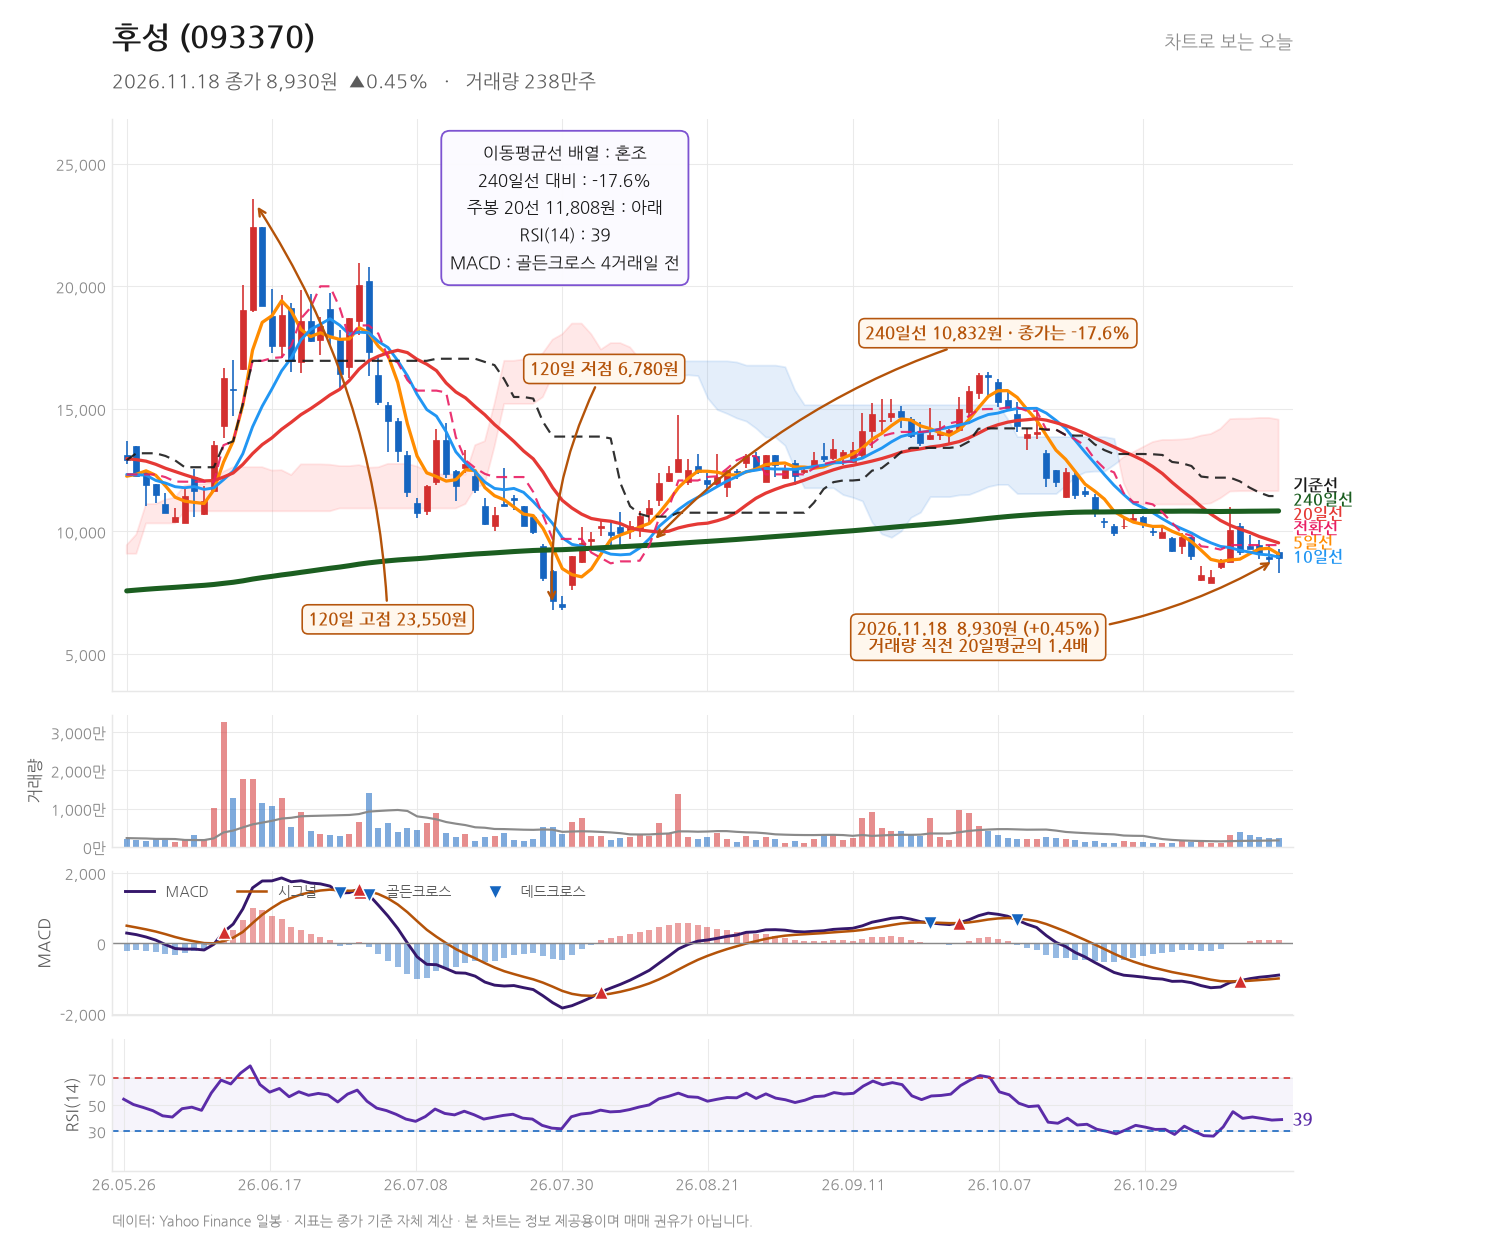 후성 (093370)
차트로 보는 오늘
2026.11.18 종가 8,930원 ▲0.45% · 거래량 238만주
25,000
20,000
15,000
10,000
5,000
이동평균선 배열 : 혼조
240일선 대비 : -17.6%
주봉 20선 11,808원 : 아래
RSI(14) : 39
MACD : 골든크로스 4거래일 전
240일선 10,832원 · 종가는 -17.6%
120일 저점 6,780원
120일 고점 23,550원
2026.11.18 8,930원 (+0.45%)
거래량 직전 20일평균의 1.4배
기준선
240일선
20일선
전환선
5일선
10일선
거래량
3,000만
2,000만
1,000만
0만
MACD
2,000
0
-2,000
MACD
시그널
골든크로스
데드크로스
RSI(14)
70
50
30
39
26.05.26
26.06.17
26.07.08
26.07.30
26.08.21
26.09.11
26.10.07
26.10.29
데이터: Yahoo Finance 일봉 · 지표는 종가 기준 자체 계산 · 본 차트는 정보 제공용이며 매매 권유가 아닙니다.